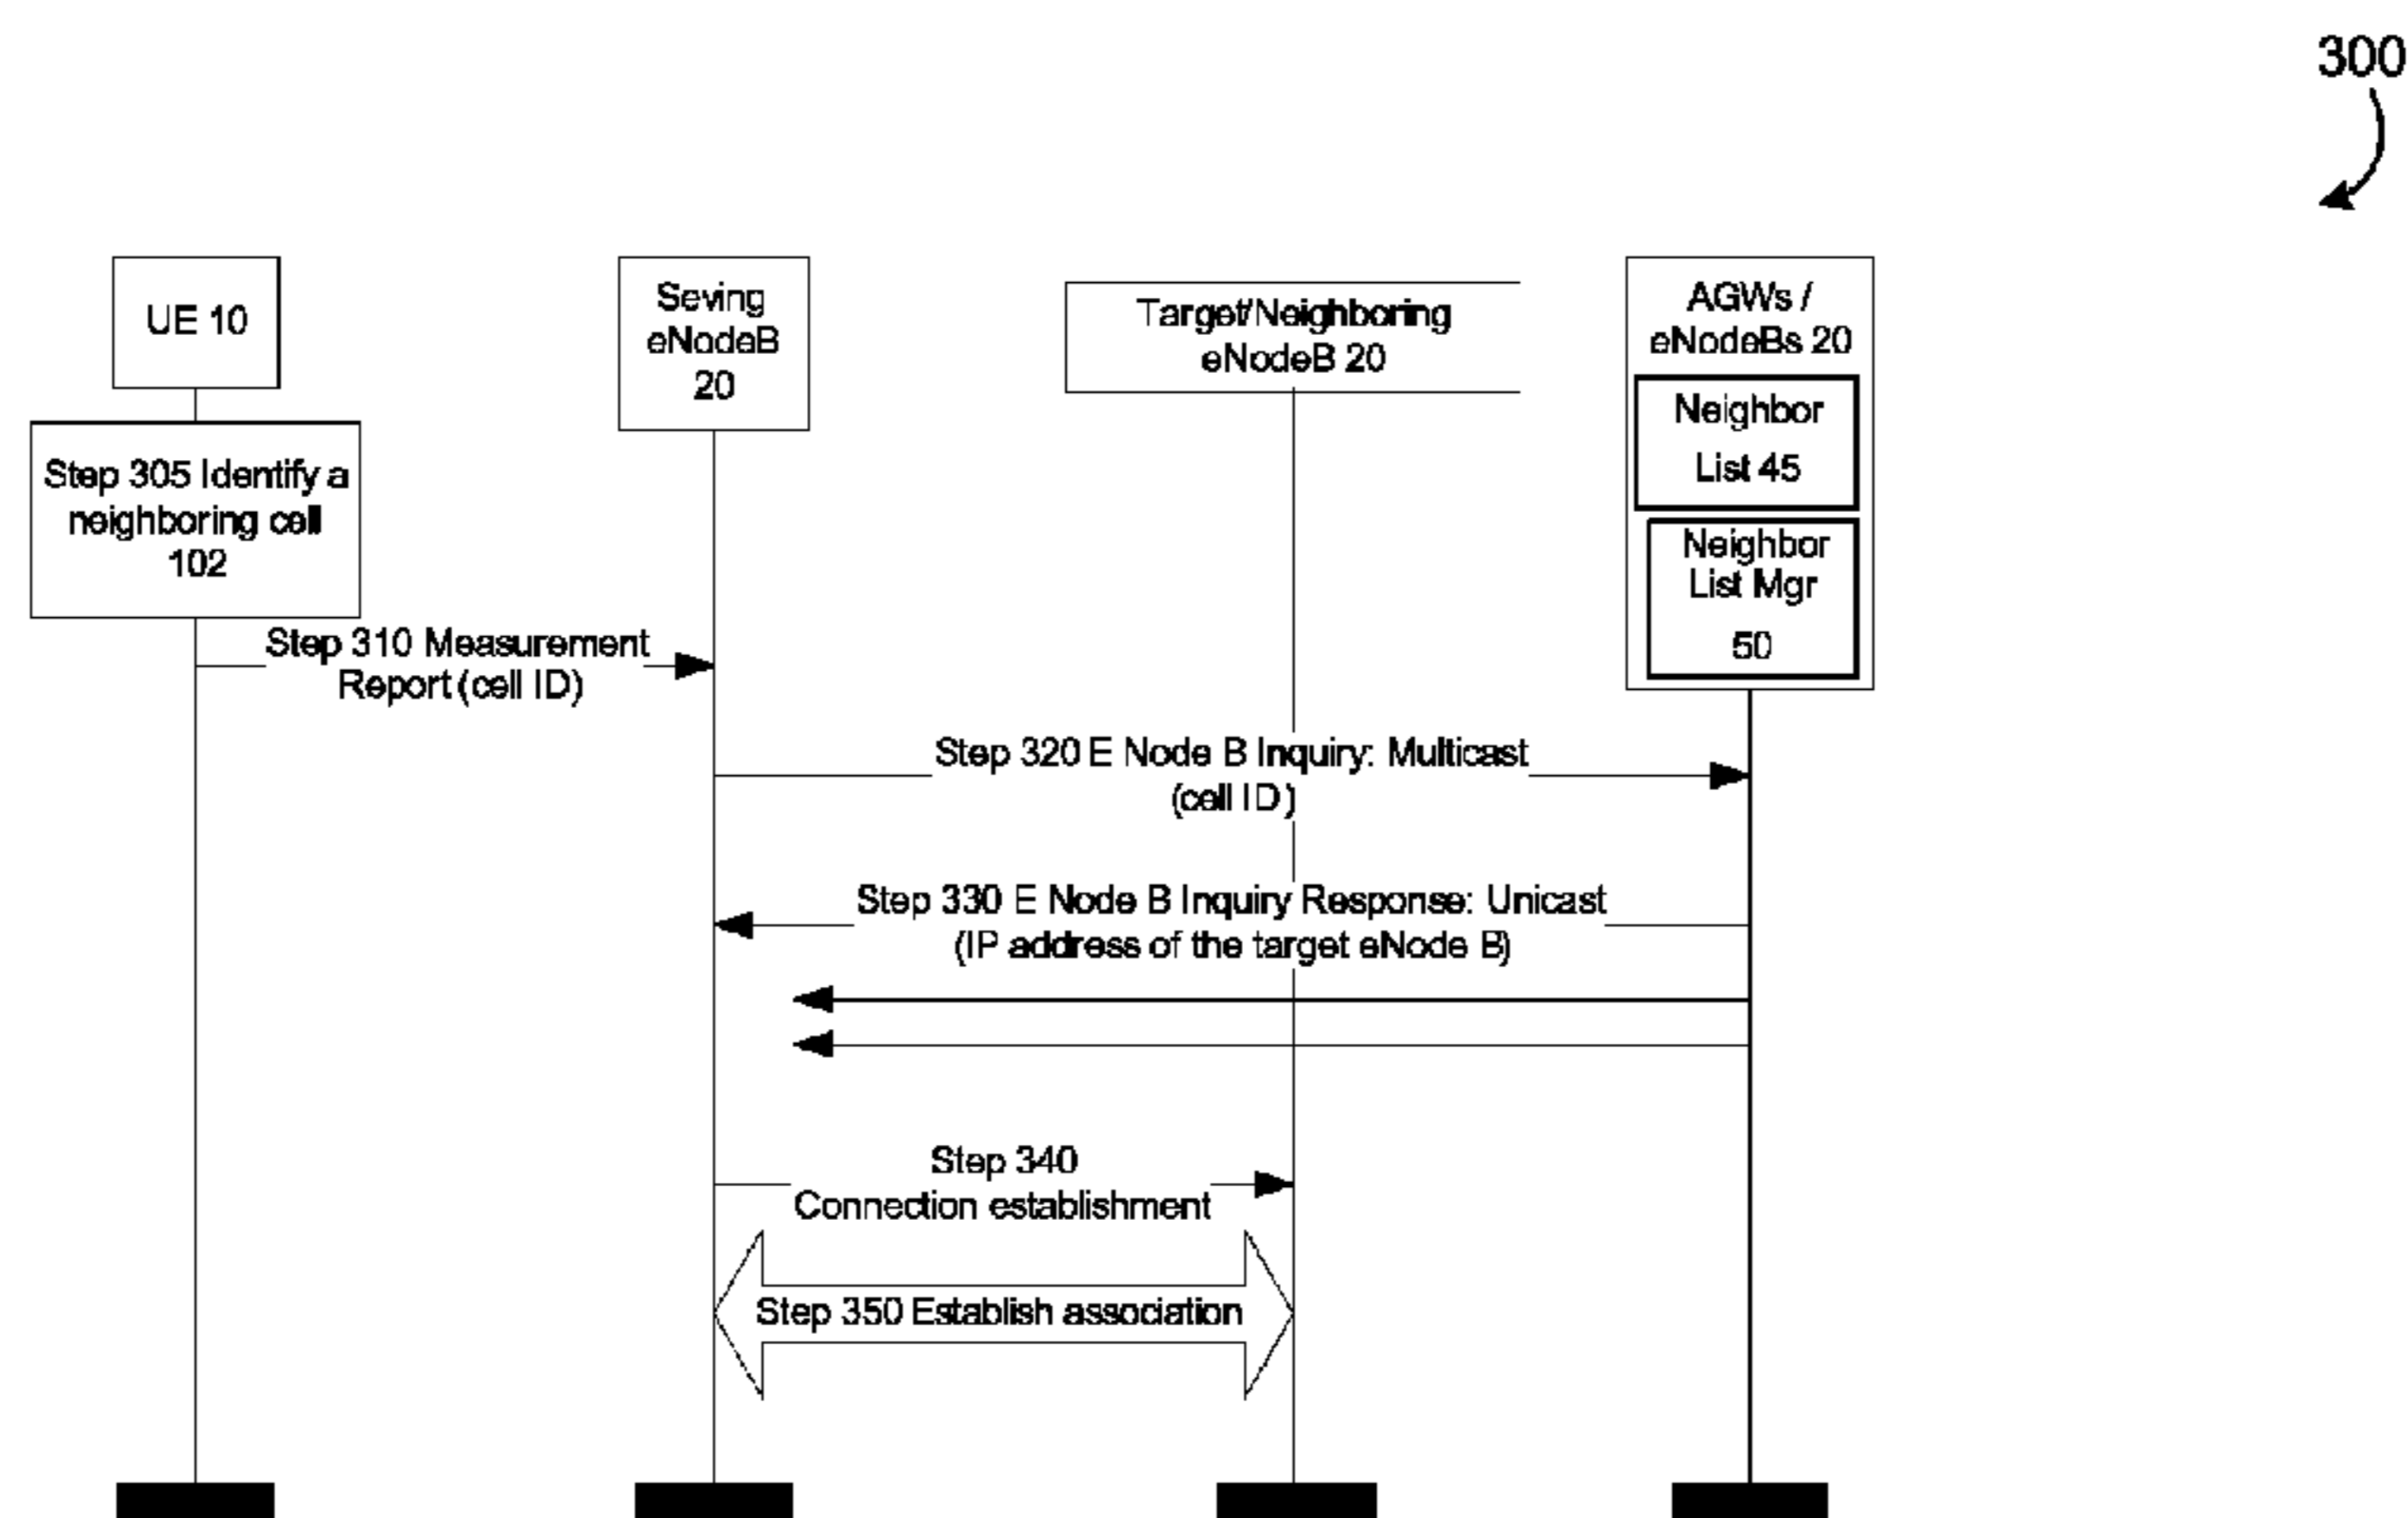 300
UE 10
Seving
eNodeB
20
Target/Neighboring
eNodeB 20
AGWs /
eNodeBs 20
Neighbor
List 45
Neighbor
List Mgr
50
Step 305 Identify a
neighboring cell
102
Step 310 Measurement
Report (cell ID)
Step 320 E Node B Inquiry: Multicast
(cell ID)
Step 330 E Node B Inquiry Response: Unicast
(IP address of the target eNode B)
Step 340
Connection establishment
Step 350 Establish association